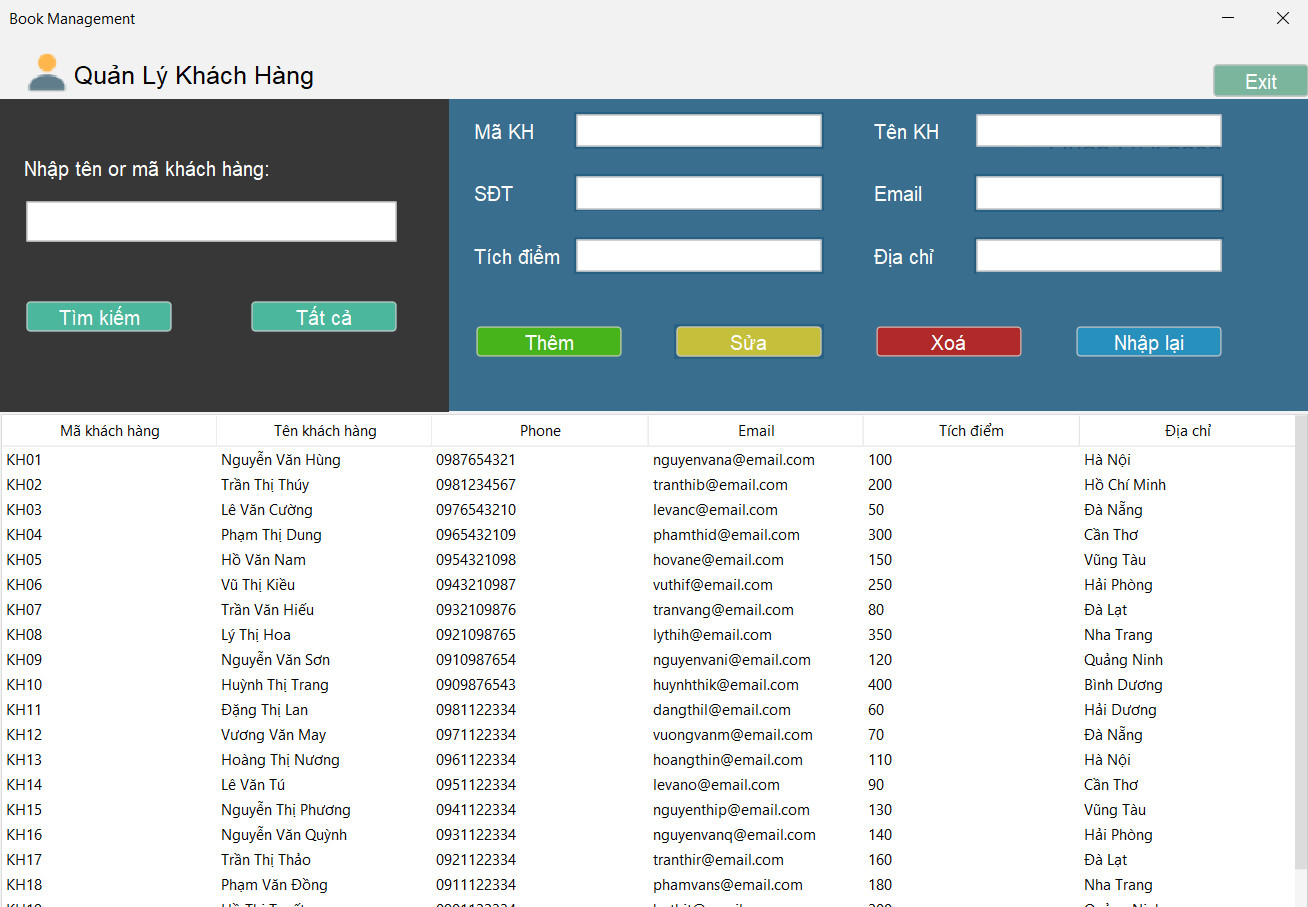 Book Management
Quản Lý Khách Hàng
Exit
Nhập tên or mã khách hàng:
Tìm kiếm Tất cả
Mã KH Tên KH
SĐT Email
Tích điểm Địa chỉ
Thêm Sửa Xoá Nhập lại
Mã khách hàng Tên khách hàng Phone Email Tích điểm Địa chỉ
KH01 Nguyễn Văn Hùng 0987654321 nguyenvana@email.com 100 Hà Nội
KH02 Trần Thị Thúy 0981234567 tranthib@email.com 200 Hồ Chí Minh
KH03 Lê Văn Cường 0976543210 levanc@email.com 50 Đà Nẵng
KH04 Phạm Thị Dung 0965432109 phamthid@email.com 300 Cần Thơ
KH05 Hồ Văn Nam 0954321098 hovane@email.com 150 Vũng Tàu
KH06 Vũ Thị Kiều 0943210987 vuthif@email.com 250 Hải Phòng
KH07 Trần Văn Hiếu 0932109876 tranvang@email.com 80 Đà Lạt
KH08 Lý Thị Hoa 0921098765 lythih@email.com 350 Nha Trang
KH09 Nguyễn Văn Sơn 0910987654 nguyenvani@email.com 120 Quảng Ninh
KH10 Huỳnh Thị Trang 0909876543 huynhthik@email.com 400 Bình Dương
KH11 Đặng Thị Lan 0981122334 dangthil@email.com 60 Hải Dương
KH12 Vương Văn May 0971122334 vuongvanm@email.com 70 Đà Nẵng
KH13 Hoàng Thị Nương 0961122334 hoangthin@email.com 110 Hà Nội
KH14 Lê Văn Tú 0951122334 levano@email.com 90 Cần Thơ
KH15 Nguyễn Thị Phương 0941122334 nguyenthip@email.com 130 Vũng Tàu
KH16 Nguyễn Văn Quỳnh 0931122334 nguyenvanq@email.com 140 Hải Phòng
KH17 Trần Thị Thảo 0921122334 tranthir@email.com 160 Đà Lạt
KH18 Phạm Văn Đồng 0911122334 phamvans@email.com 180 Nha Trang